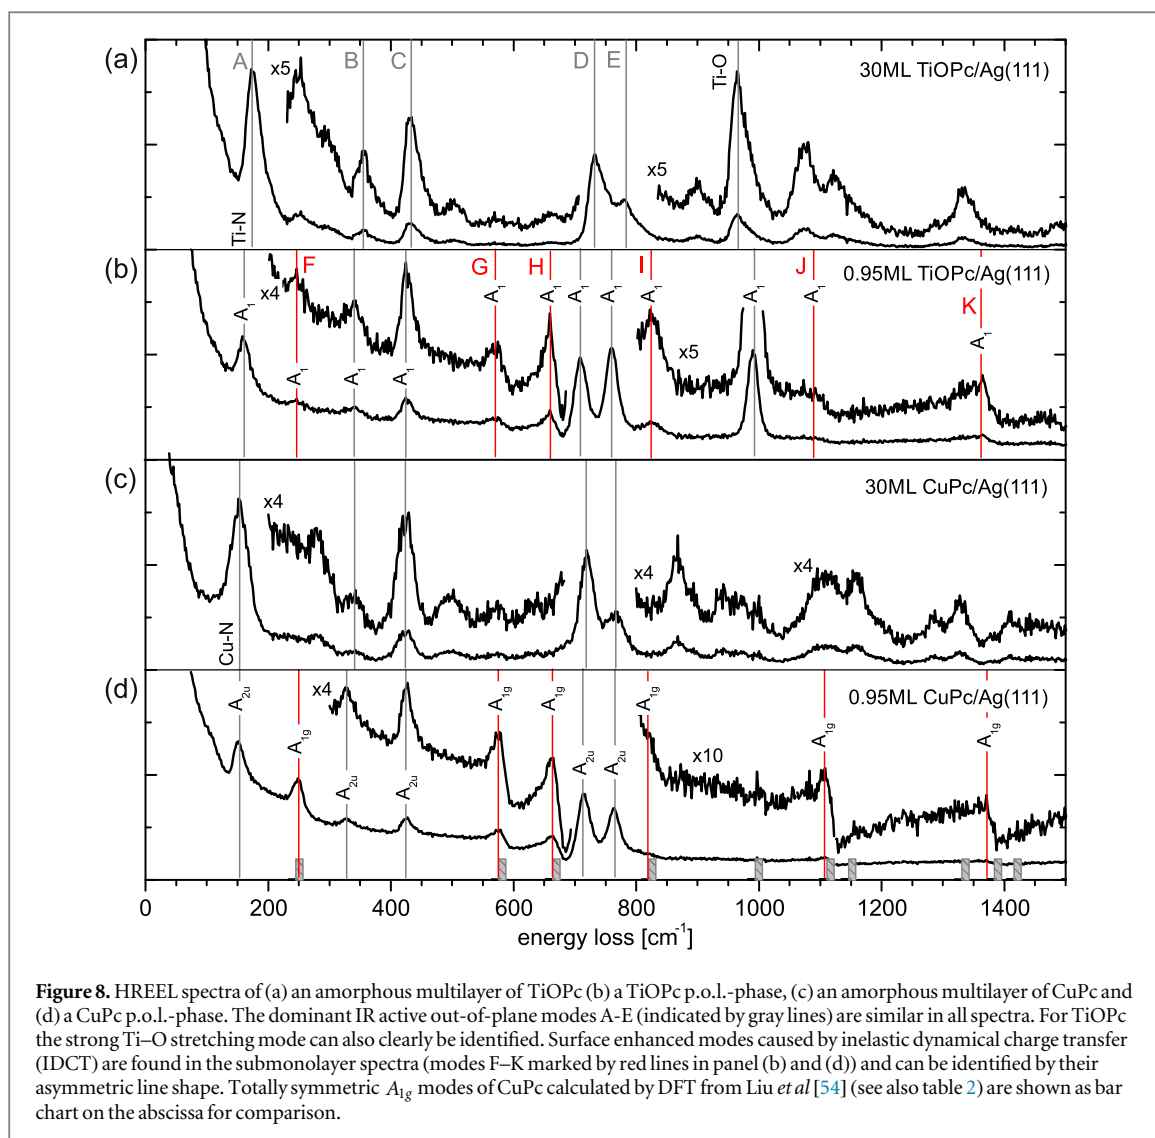 (a)
A
B
C
D
E
x5
x5
Ti-N
Ti-O
30ML TiOPc/Ag(111)
(b)
F
G
H
I
J
K
0.95ML TiOPc/Ag(111)
x4
x5
A₁
A₁
A₁
A₁
A₁
A₁
A₁
A₁
A₁
A₁
A₁
A₁
(c)
x4
x4
x4
Cu-N
30ML CuPc/Ag(111)
(d)
x4
x10
0.95ML CuPc/Ag(111)
A₂ᵤ
A₁g
A₂ᵤ
A₂ᵤ
A₁g
A₁g
A₂ᵤ
A₂ᵤ
A₁g
A₁g
A₁g
0 200 400 600 800 1000 1200 1400
energy loss [cm⁻¹]
Figure 8. HREEL spectra of (a) an amorphous multilayer of TiOPc (b) a TiOPc p.o.l.-phase, (c) an amorphous multilayer of CuPc and
(d) a CuPc p.o.l.-phase. The dominant IR active out-of-plane modes A-E (indicated by gray lines) are similar in all spectra. For TiOPc
the strong Ti–O stretching mode can also clearly be identified. Surface enhanced modes caused by inelastic dynamical charge transfer
(IDCT) are found in the submonolayer spectra (modes F–K marked by red lines in panel (b) and (d)) and can be identified by their
asymmetric line shape. Totally symmetric A₁g modes of CuPc calculated by DFT from Liu et al [54] (see also table 2) are shown as bar
chart on the abscissa for comparison.